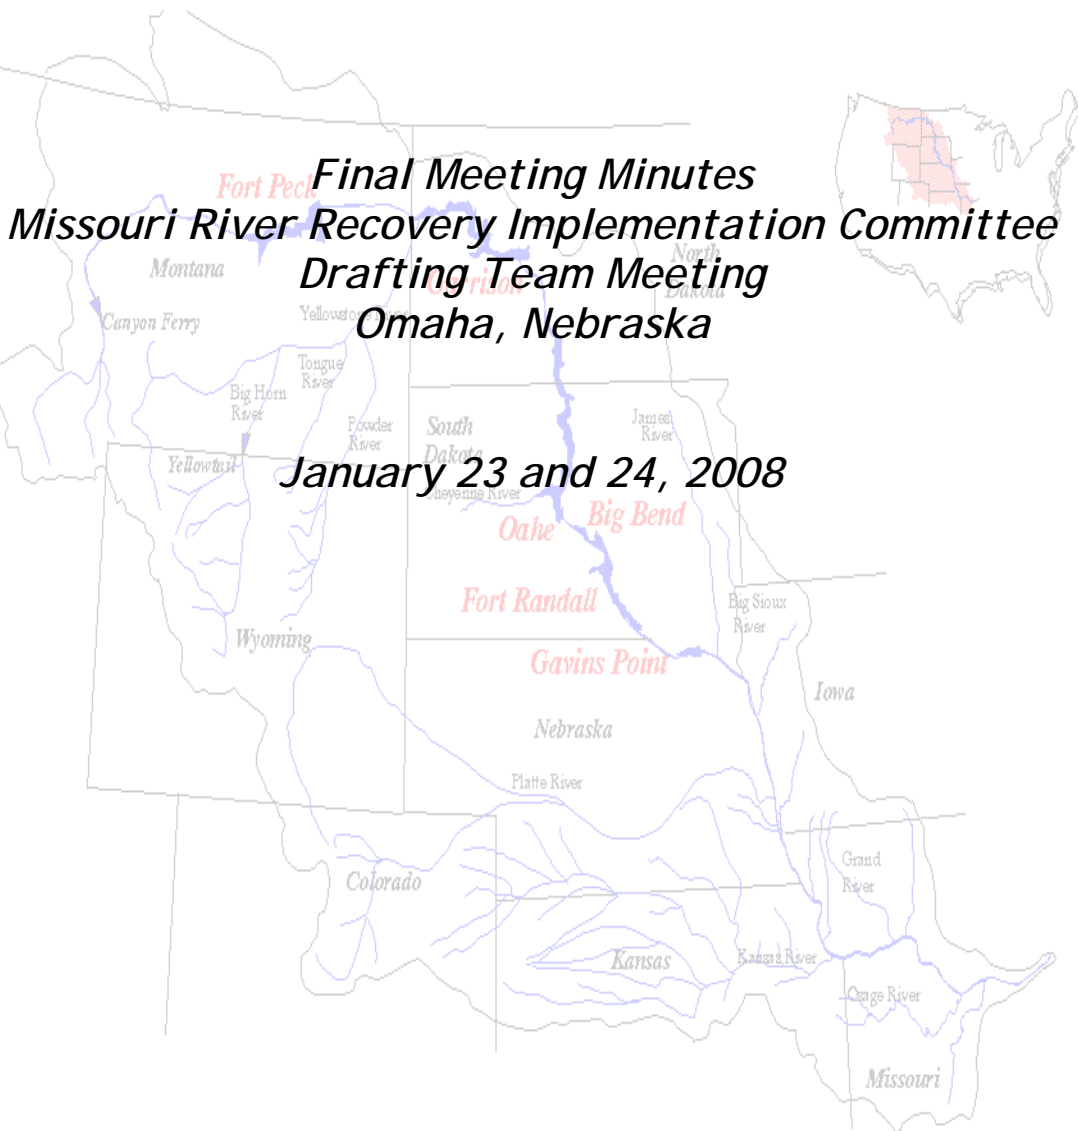 Final Meeting Minutes
Missouri River Recovery Implementation Committee
Drafting Team Meeting
Omaha, Nebraska
January 23 and 24, 2008
Fort Peck
Montana
North
Dakota
Garrison
Canyon Ferry
Yellowstone River
Tongue
River
Big Horn
River
Powder
River
South
Dakota
James
River
Yellowtail
Cheyenne River
Oahe
Big Bend
Fort Randall
Big Sioux
River
Wyoming
Gavins Point
Iowa
Nebraska
Platte River
Grand
River
Colorado
Kansas
Kansas River
Osage River
Missouri